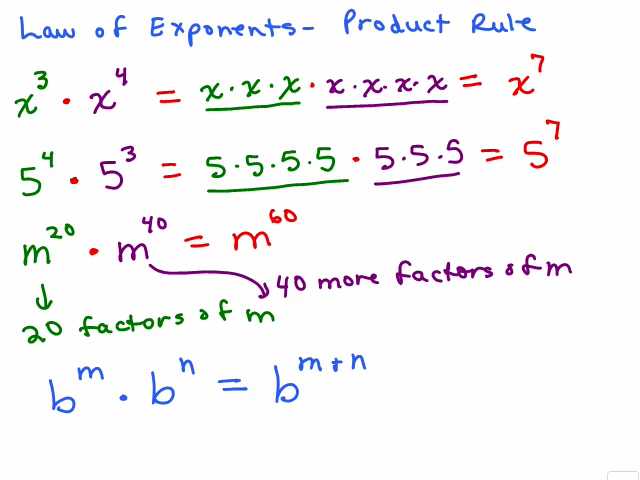 Law of Exponents - Product Rule
x³ · x⁴ = x · x · x · x · x · x · x = x⁷
5⁴ · 5³ = 5 · 5 · 5 · 5 · 5 · 5 · 5 = 5⁷
m²⁰ · m⁴⁰ = m⁶⁰
40 more factors of m
20 factors of m
bᵐ · bⁿ = bᵐ⁺ⁿ